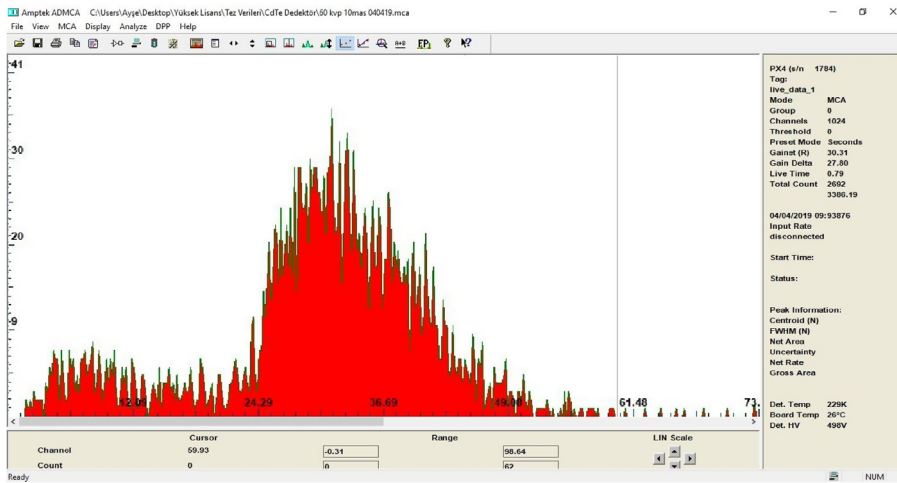 Amptek ADMCA C:\Users\Ayşe\Desktop\Yüksek Lisans\Tez Verileri\CdTe Dedektör\60 kvp 10mas 040419.mca
File View MCA Display Analyze DPP Help
41
30
20
9
12.09 24.29 36.69 49.08 61.48 73.
PX4 (s/n 1784)
Tag:
live_data_1
Mode MCA
Group 0
Channels 1024
Threshold 0
Preset Mode Seconds
Gainset (R) 30.31
Gain Delta 27.80
Live Time 0.79
Total Count 2692
3386.19
04/04/2019 09:93876
Input Rate
disconnected
Start Time:
Status:
Peak Information:
Centroid (N)
FWHM (N)
Net Area
Uncertainty
Net Rate
Gross Area
Det. Temp 229K
Board Temp 26°C
Det. HV 498V
Cursor Range LIN Scale
Channel 59.93 -0.31 98.64
Count 0 0 62
Ready NUM